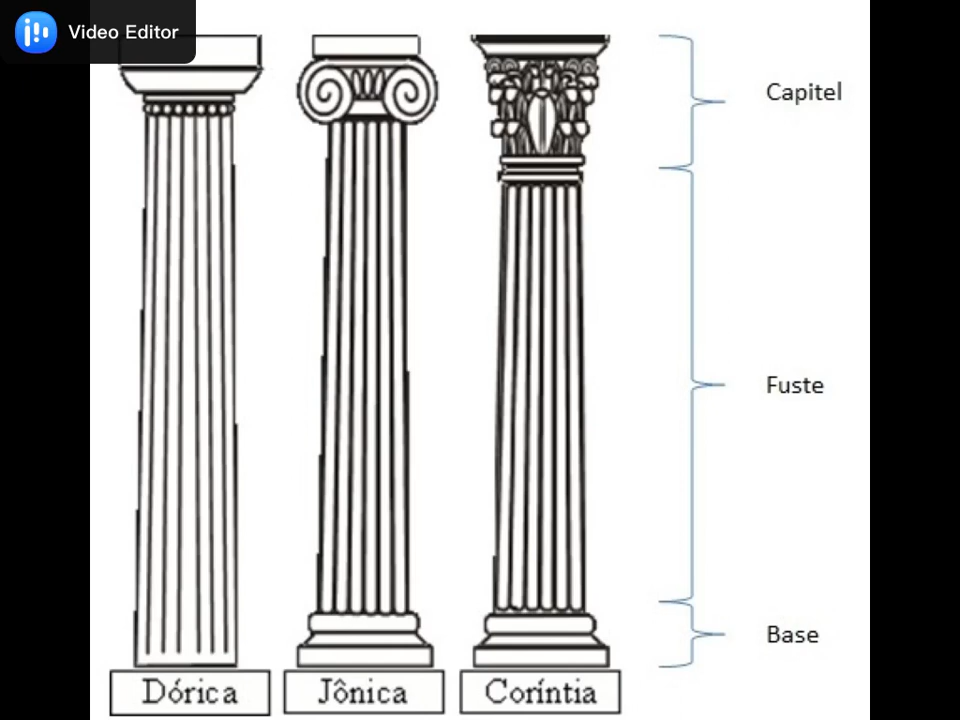 Video Editor
Capitel
Fuste
Base
Dórica
Jônica
Coríntia